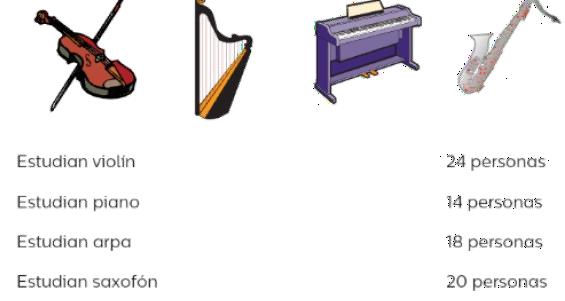 Estudian violín 24 personas
Estudian piano 14 personas
Estudian arpa 18 personas
Estudian saxofón 20 personas